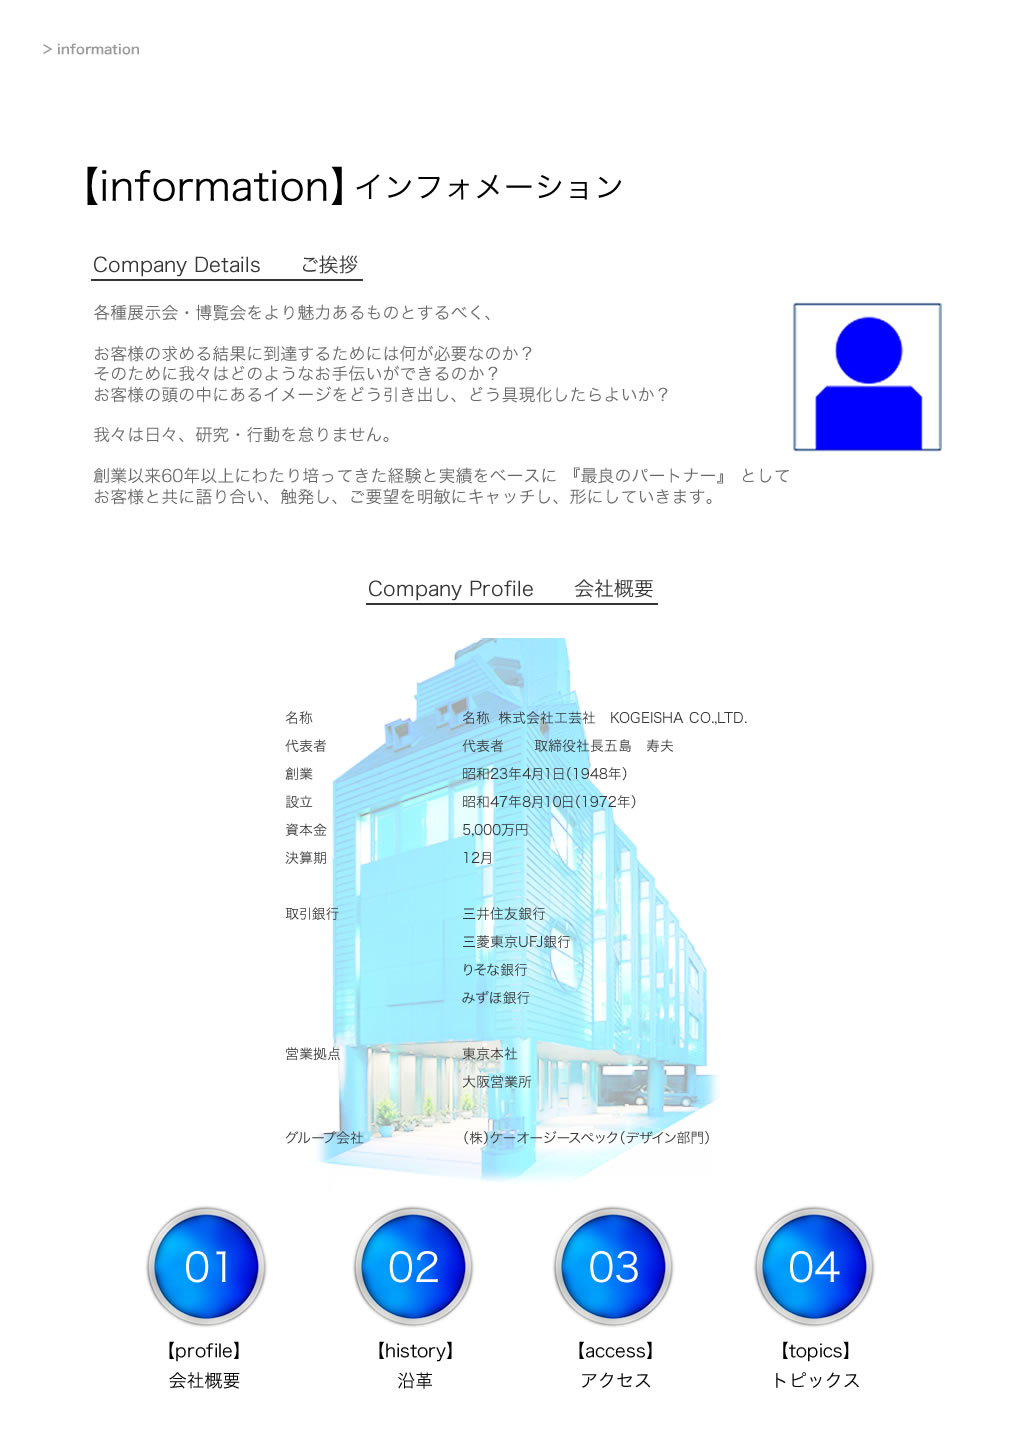 > information
【information】インフォメーション
Company Details ご挨拶
各種展示会・博覧会をより魅力あるものとするべく、
お客様の求める結果に到達するためには何が必要なのか？
そのために我々はどのようなお手伝いができるのか？
お客様の頭の中にあるイメージをどう引き出し、どう具現化したらよいか？
我々は日々、研究・行動を怠りません。
創業以来60年以上にわたり培ってきた経験と実績をベースに 『最良のパートナー』 として
お客様と共に語り合い、触発し、ご要望を明敏にキャッチし、形にしていきます。
Company Profile 会社概要
名称 名称 株式会社工芸社 KOGEISHA CO.,LTD.
代表者 代表者 取締役社長五島 寿夫
創業 昭和23年4月1日(1948年)
設立 昭和47年8月10日(1972年)
資本金 5,000万円
決算期 12月
取引銀行 三井住友銀行
三菱東京UFJ銀行
りそな銀行
みずほ銀行
営業拠点 東京本社
大阪営業所
グループ会社 (株)ケーオージースペック(デザイン部門)
01 02 03 04
【profile】 【history】 【access】 【topics】
会社概要 沿革 アクセス トピックス